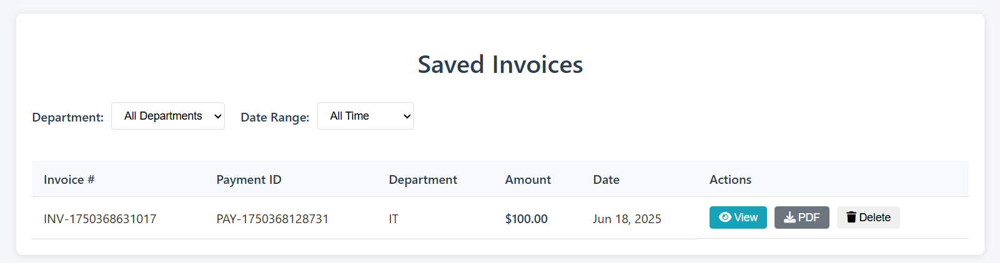 Saved Invoices
Department: All Departments Date Range: All Time
Invoice # Payment ID Department Amount Date Actions
INV-1750368631017 PAY-1750368128731 IT $100.00 Jun 18, 2025 View PDF Delete